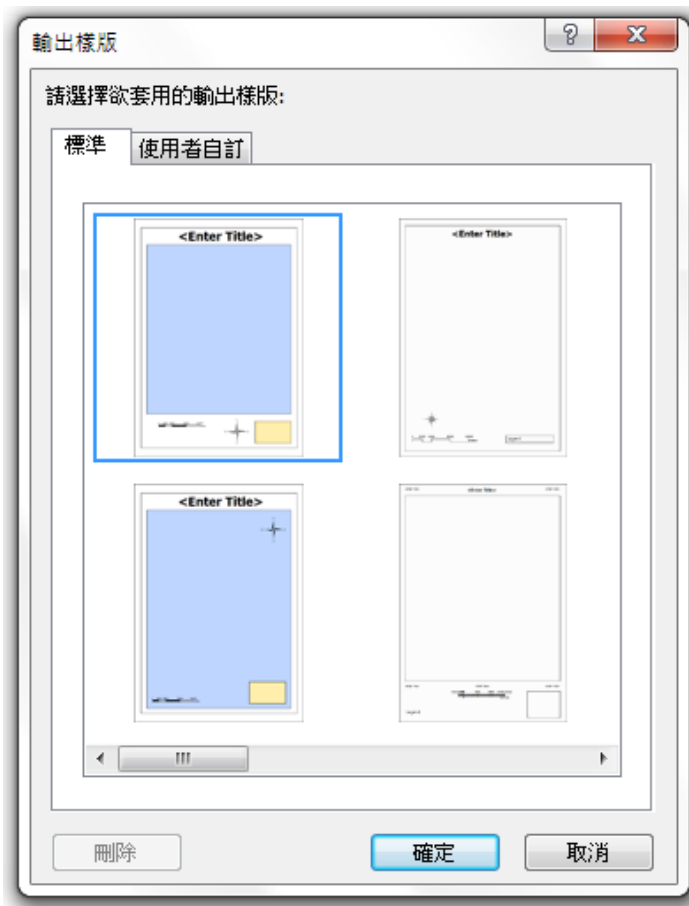 輸出樣版
請選擇欲套用的輸出樣版:
標準
使用者自訂
<Enter Title>
<Enter Title>
<Enter Title>
刪除
確定
取消